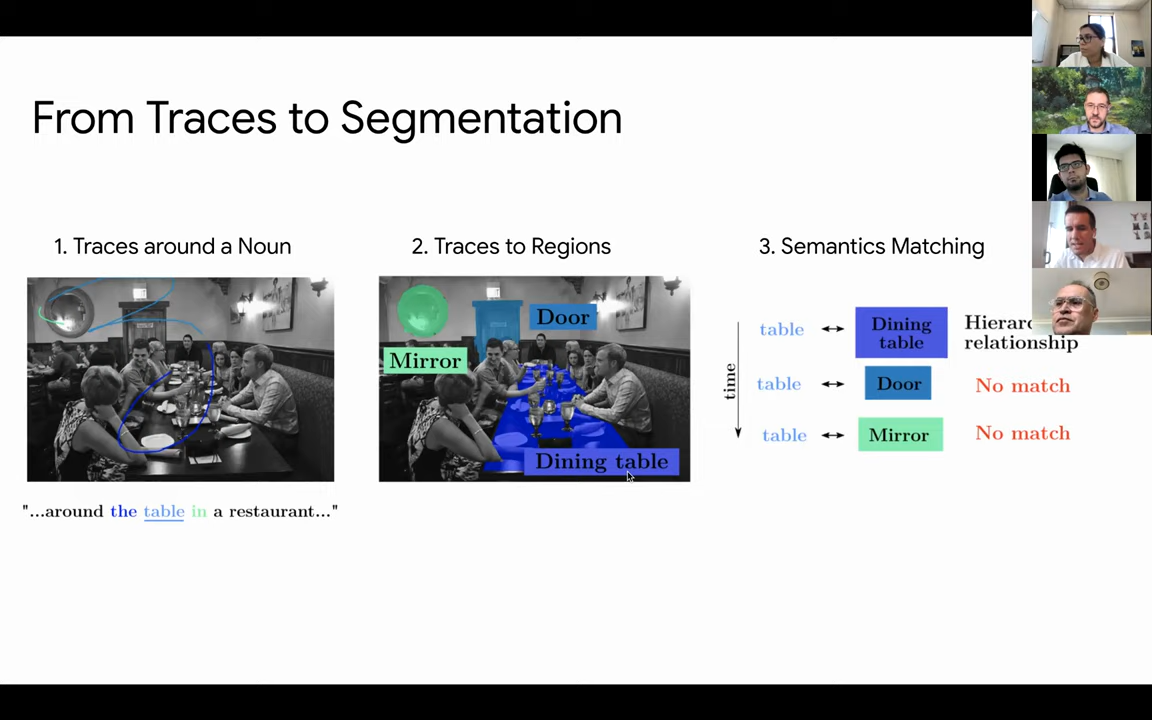 From Traces to Segmentation
1. Traces around a Noun
2. Traces to Regions
3. Semantics Matching
Door
Mirror
Dining table
"...around the table in a restaurant..."
time
table ↔ Dining table
table ↔ Door No match
table ↔ Mirror No match
relationship